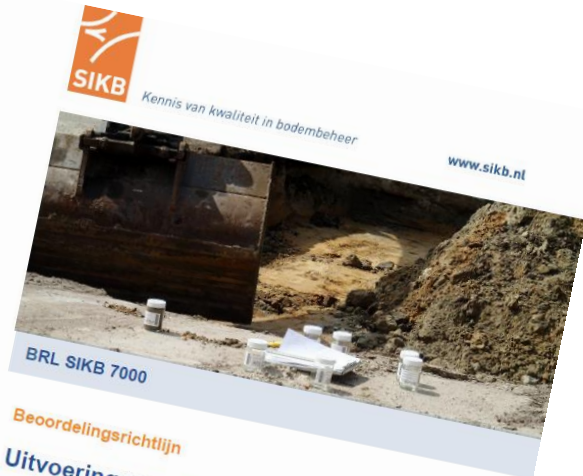 SIKB
Kennis van kwaliteit in bodembeheer
www.sikb.nl
BRL SIKB 7000
Beoordelingsrichtlijn